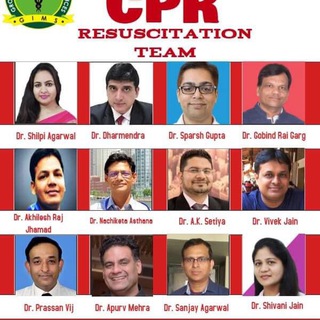 GIMS
CPR
RESUSCITATION
TEAM
Dr. Shilpi Agarwal
Dr. Dharmendra
Dr. Sparsh Gupta
Dr. Gobind Rai Garg
Dr. Akhilesh Raj
Jhamad
Dr. Nachiketa Asthana
Dr. A.K. Setiya
Dr. Vivek Jain
Dr. Prassan Vij
Dr. Apurv Mehra
Dr. Sanjay Agarwal
Dr. Shivani Jain